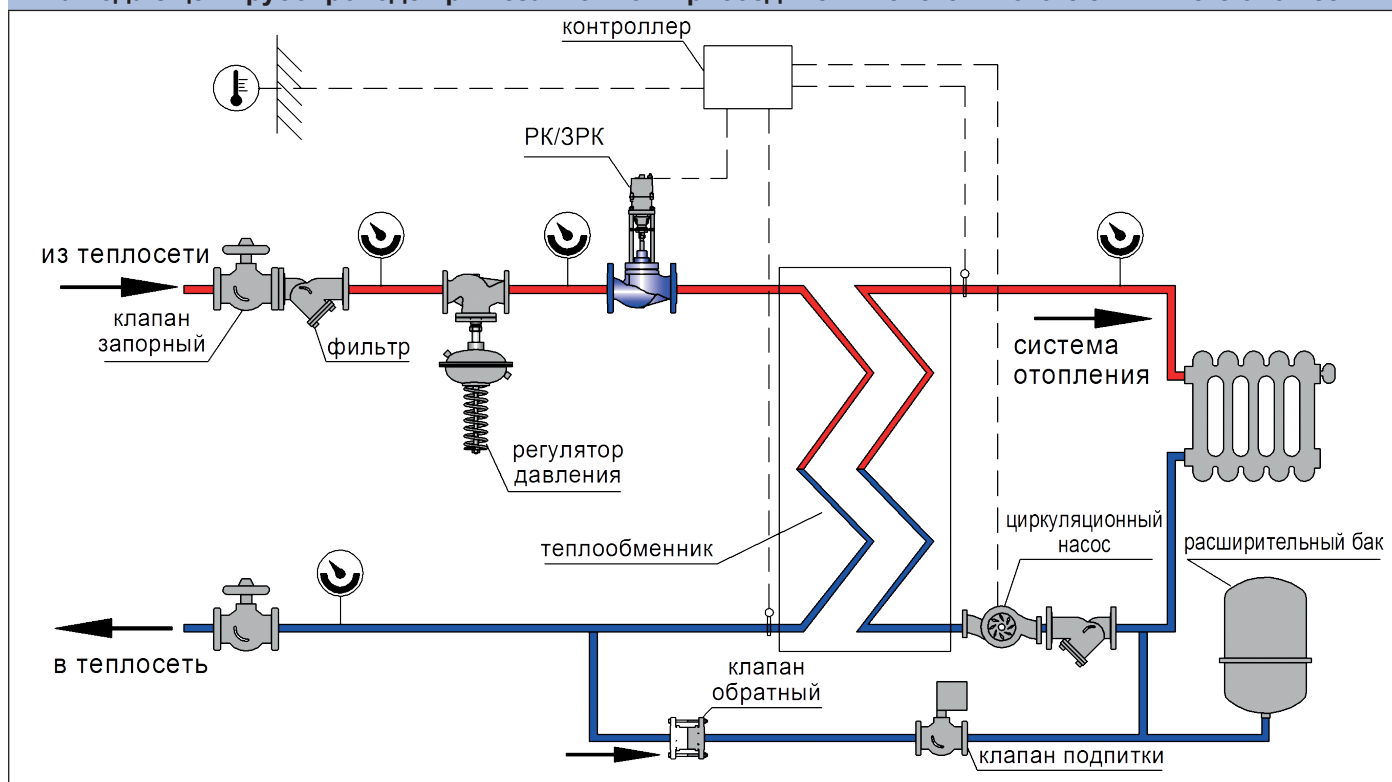 контроллер
РК/ЗРК
из теплосети
клапан
запорный
фильтр
регулятор
давления
система
отопления
теплообменник
циркуляционный
насос
расширительный бак
в теплосеть
клапан
обратный
клапан подпитки